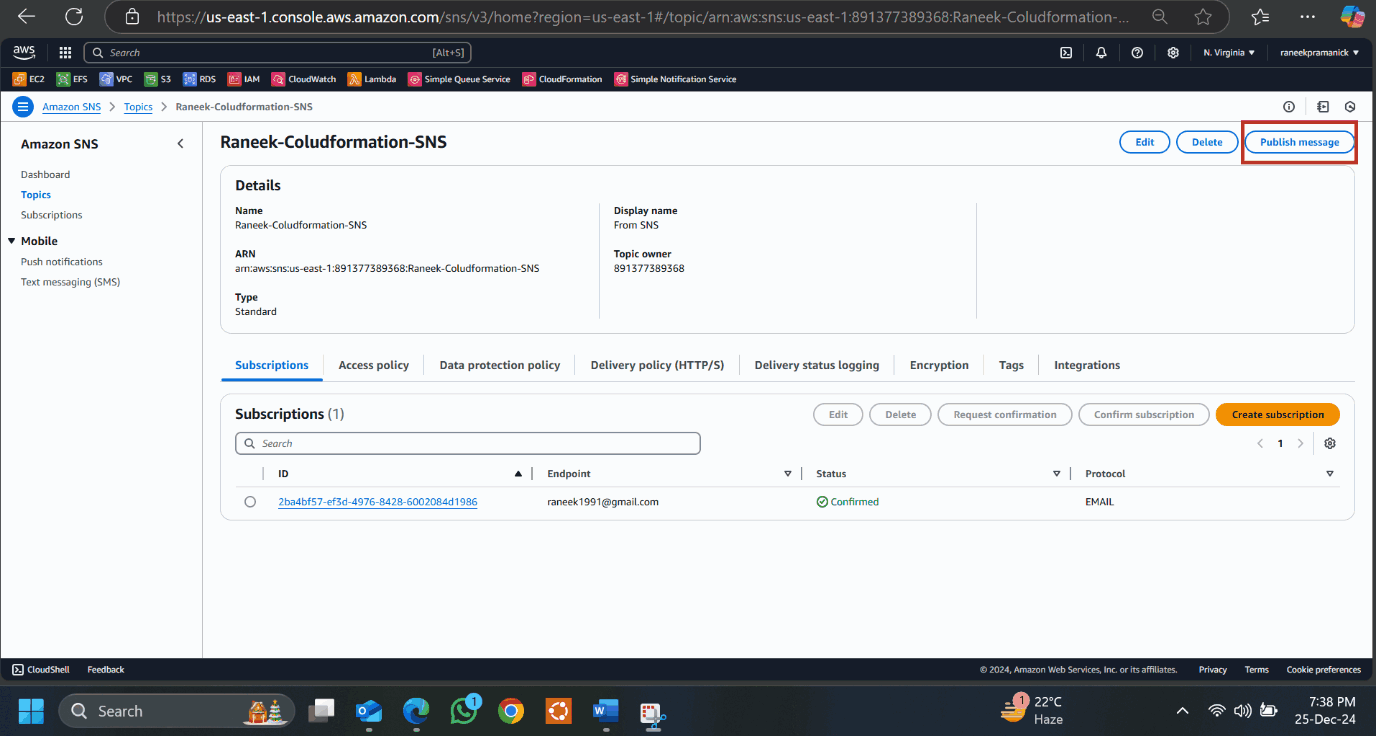 https://us-east-1.console.aws.amazon.com/sns/v3/home?region=us-east-1#/topic/arn:aws:sns:us-east-1:891377389368:Raneek-Coludformation-...
aws Search [Alt+S] N. Virginia raneekpramanick
EC2 EFS VPC S3 RDS IAM CloudWatch Lambda Simple Queue Service CloudFormation Simple Notification Service
Amazon SNS > Topics > Raneek-Coludformation-SNS
Amazon SNS
Dashboard
Topics
Subscriptions
Mobile
Push notifications
Text messaging (SMS)
Raneek-Coludformation-SNS
Edit Delete Publish message
Details
Name
Raneek-Coludformation-SNS
ARN
arn:aws:sns:us-east-1:891377389368:Raneek-Coludformation-SNS
Type
Standard
Display name
From SNS
Topic owner
891377389368
Subscriptions Access policy Data protection policy Delivery policy (HTTP/S) Delivery status logging Encryption Tags Integrations
Subscriptions (1)
Edit Delete Request confirmation Confirm subscription Create subscription
Search
1
ID Endpoint Status Protocol
2ba4bf57-ef3d-4976-8428-6002084d1986 raneek1991@gmail.com Confirmed EMAIL
CloudShell Feedback © 2024, Amazon Web Services, Inc. or its affiliates. Privacy Terms Cookie preferences
Search
1
1
22°C
Haze
7:38 PM
25-Dec-24